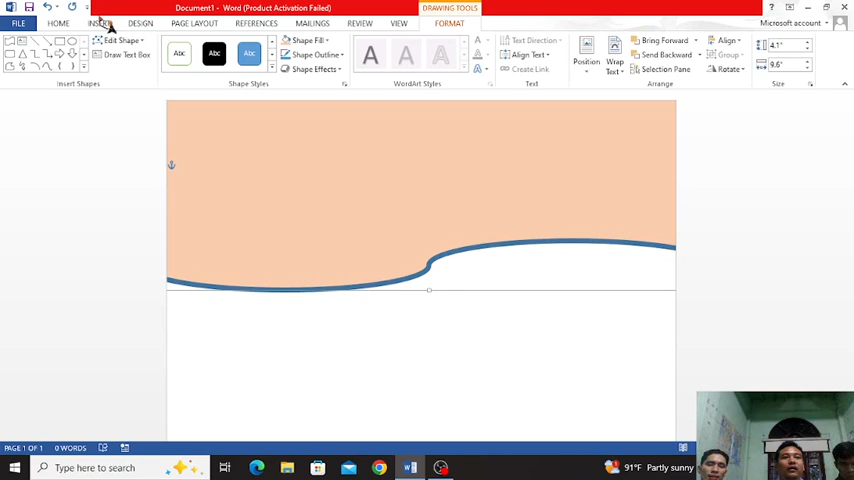 Document1 - Word (Product Activation Failed)
DRAWING TOOLS
FILE HOME INSERT DESIGN PAGE LAYOUT REFERENCES MAILINGS REVIEW VIEW FORMAT Microsoft account
Edit Shape
Draw Text Box
Insert Shapes
Abc Abc Abc
Shape Fill
Shape Outline
Shape Effects
Shape Styles
A A A
A
A
WordArt Styles
Text Direction
Align Text
Create Link
Text
Position
Wrap
Text
Bring Forward
Send Backward
Selection Pane
Align
Group
Rotate
Arrange
4.1"
9.6"
Size
PAGE 1 OF 1 0 WORDS
Type here to search
91°F Partly sunny